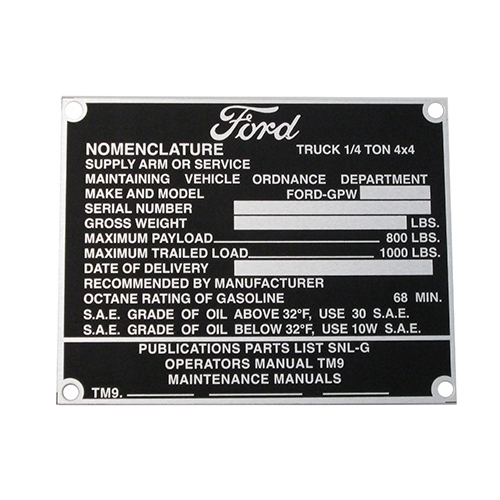 Ford
NOMENCLATURE TRUCK 1/4 TON 4x4
SUPPLY ARM OR SERVICE
MAINTAINING VEHICLE ORDNANCE DEPARTMENT
MAKE AND MODEL FORD-GPW
SERIAL NUMBER
GROSS WEIGHT LBS.
MAXIMUM PAYLOAD 800 LBS.
MAXIMUM TRAILED LOAD 1000 LBS.
DATE OF DELIVERY
RECOMMENDED BY MANUFACTURER
OCTANE RATING OF GASOLINE 68 MIN.
S.A.E. GRADE OF OIL ABOVE 32°F, USE 30 S.A.E.
S.A.E. GRADE OF OIL BELOW 32°F, USE 10W S.A.E.
PUBLICATIONS PARTS LIST SNL-G
OPERATORS MANUAL TM9
MAINTENANCE MANUALS
TM9.